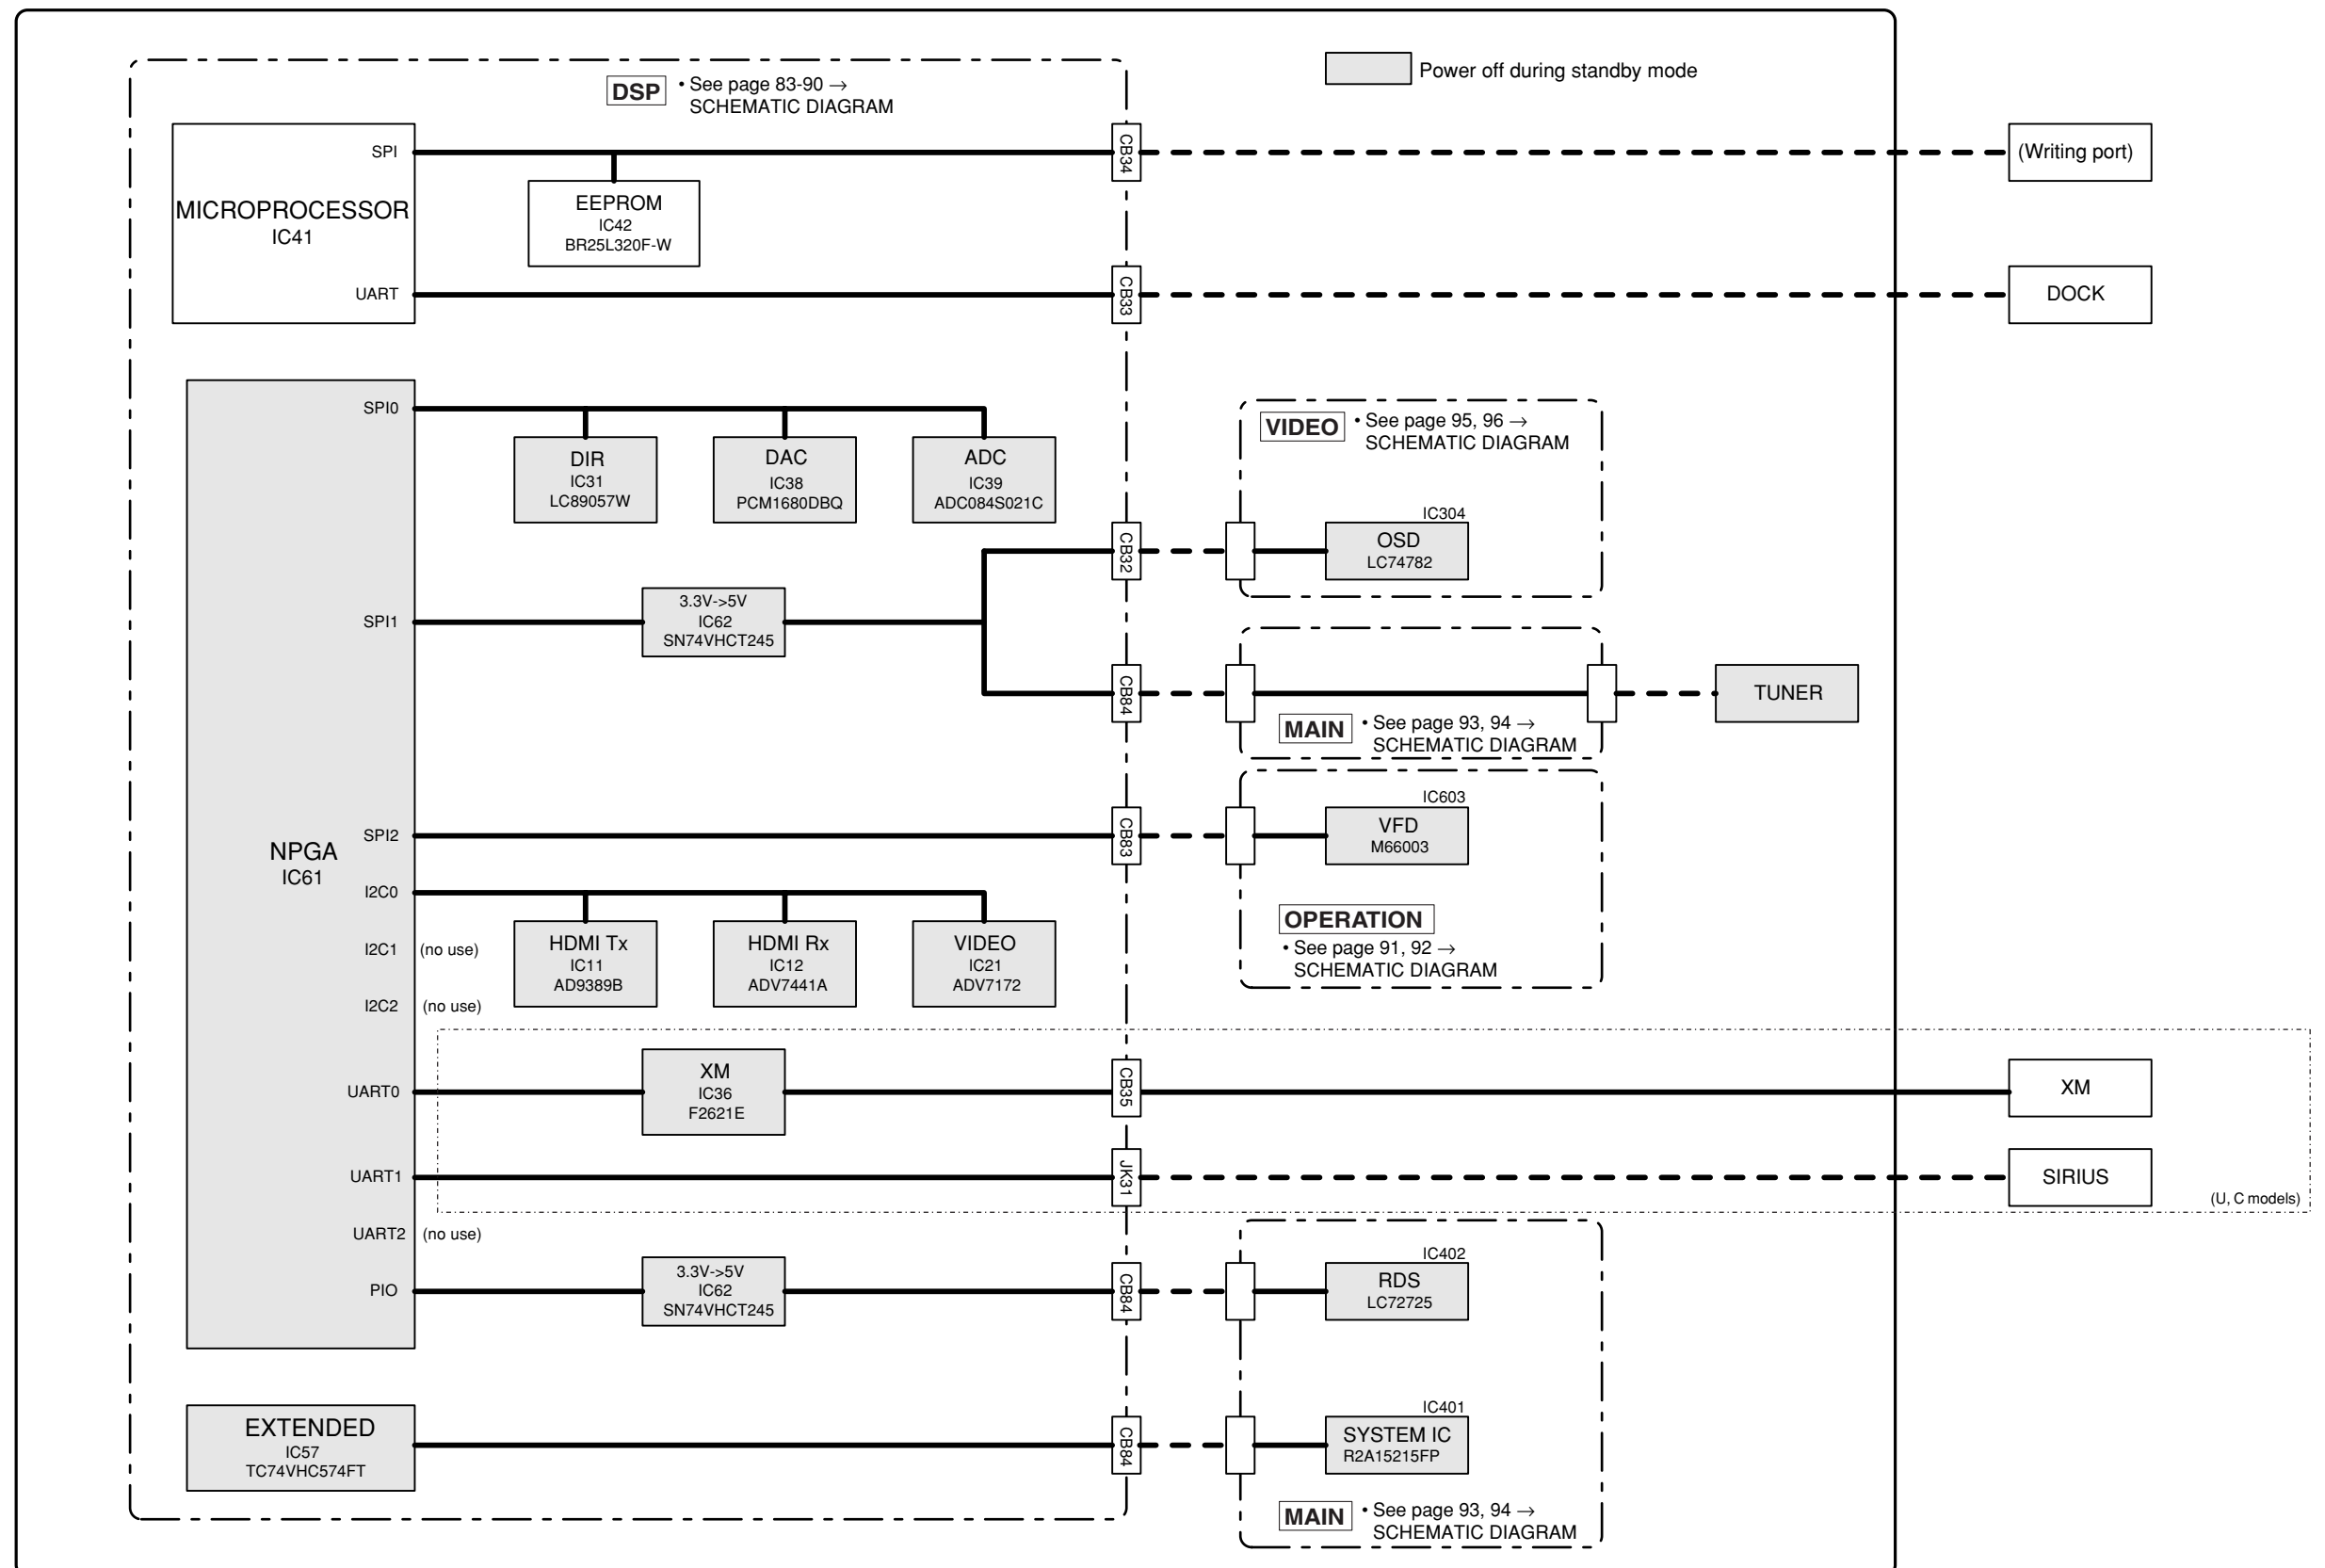 DSP
• See page 83-90 →
SCHEMATIC DIAGRAM
Power off during standby mode
SPI
MICROPROCESSOR
IC41
UART
EEPROM
IC42
BR25L320F-W
CB34
(Writing port)
CB33
DOCK
NPGA
IC61
SPI0
DIR
IC31
LC89057W
DAC
IC38
PCM1680DBQ
ADC
IC39
ADC084S021C
VIDEO
• See page 95, 96 →
SCHEMATIC DIAGRAM
CB32
IC304
OSD
LC74782
SPI1
3.3V->5V
IC62
SN74VHCT245
CB84
TUNER
MAIN
• See page 93, 94 →
SCHEMATIC DIAGRAM
SPI2
CB83
IC603
VFD
M66003
OPERATION
• See page 91, 92 →
SCHEMATIC DIAGRAM
I2C0
HDMI Tx
IC11
AD9389B
HDMI Rx
IC12
ADV7441A
VIDEO
IC21
ADV7172
I2C1 (no use)
I2C2 (no use)
UART0
XM
IC36
F2621E
CB35
XM
UART1
JK31
SIRIUS
(U, C models)
UART2 (no use)
PIO
3.3V->5V
IC62
SN74VHCT245
CB84
IC402
RDS
LC72725
EXTENDED
IC57
TC74VHC574FT
CB84
IC401
SYSTEM IC
R2A15215FP
MAIN
• See page 93, 94 →
SCHEMATIC DIAGRAM